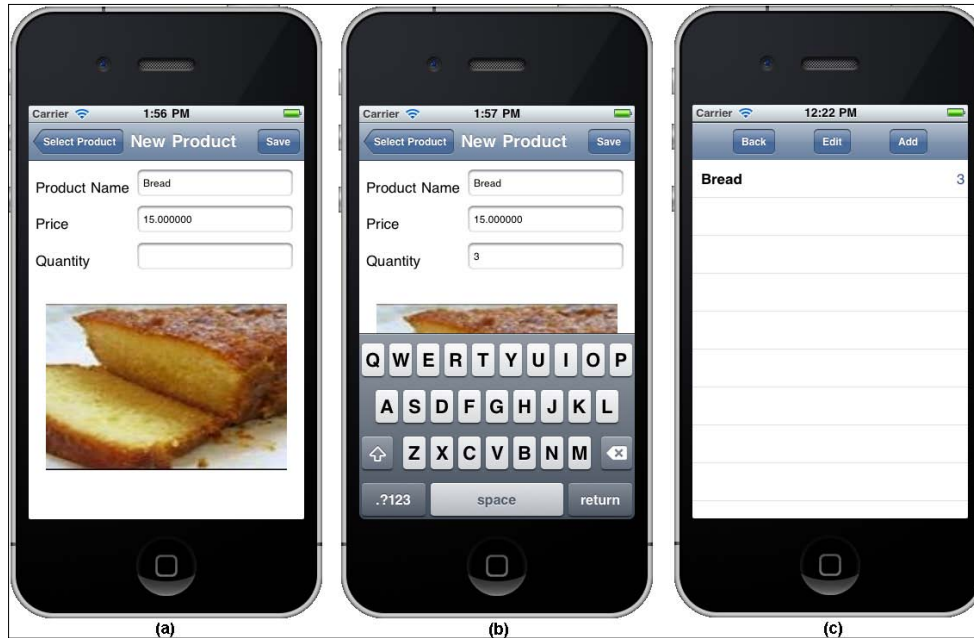 Carrier 1:56 PM
Select Product New Product Save
Product Name Bread
Price 15.000000
Quantity
(a)
Carrier 1:57 PM
Select Product New Product Save
Product Name Bread
Price 15.000000
Quantity 3
Q W E R T Y U I O P
A S D F G H J K L
Z X C V B N M
.?123 space return
(b)
Carrier 12:22 PM
Back Edit Add
Bread 3
(c)